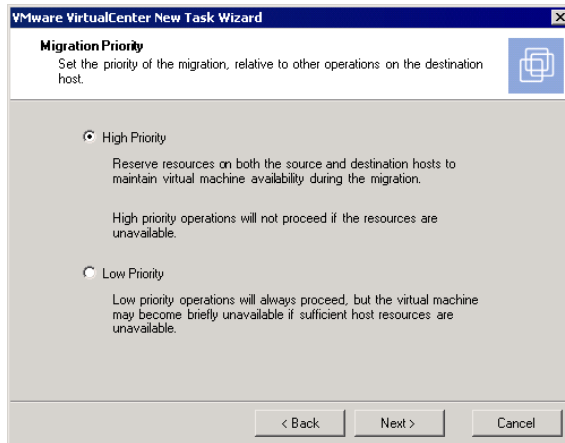 VMware VirtualCenter New Task Wizard
Migration Priority
Set the priority of the migration, relative to other operations on the destination
host.
High Priority
Reserve resources on both the source and destination hosts to
maintain virtual machine availability during the migration.
High priority operations will not proceed if the resources are
unavailable.
Low Priority
Low priority operations will always proceed, but the virtual machine
may become briefly unavailable if sufficient host resources are
unavailable.
< Back
Next >
Cancel